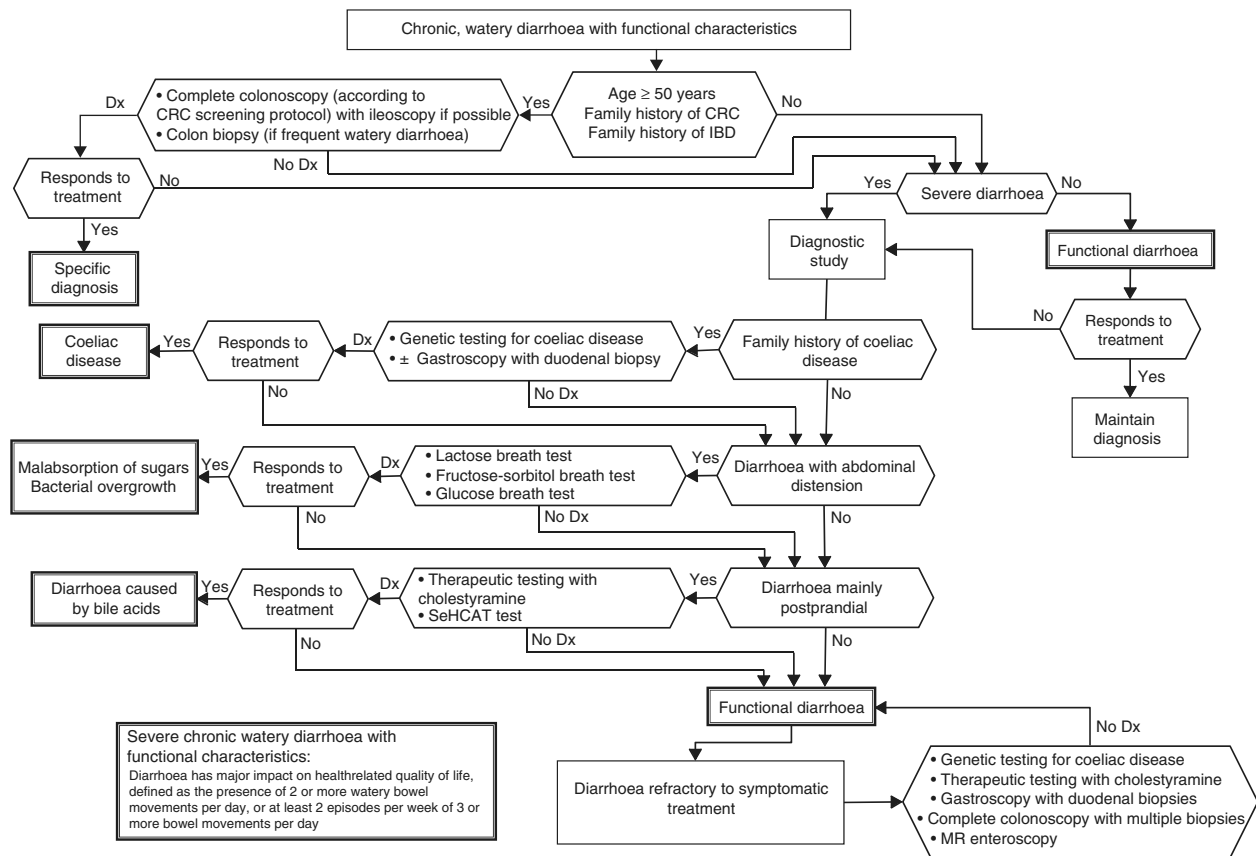 Chronic, watery diarrhoea with functional characteristics
Dx
• Complete colonoscopy (according to
CRC screening protocol) with ileoscopy if possible
• Colon biopsy (if frequent watery diarrhoea)
Yes
Age ≥ 50 years
Family history of CRC
Family history of IBD
No
No Dx
Responds to
treatment
No
Yes
Severe diarrhoea
No
Yes
Specific
diagnosis
Diagnostic
study
Functional diarrhoea
No
Responds to
treatment
Yes
Maintain
diagnosis
Coeliac
disease
Yes
Responds to
treatment
Dx
• Genetic testing for coeliac disease
• ± Gastroscopy with duodenal biopsy
Yes
Family history of coeliac
disease
No
No Dx
No
Malabsorption of sugars
Bacterial overgrowth
Yes
Responds to
treatment
Dx
• Lactose breath test
• Fructose-sorbitol breath test
• Glucose breath test
Yes
Diarrhoea with abdominal
distension
No
No Dx
No
Diarrhoea caused
by bile acids
Yes
Responds to
treatment
Dx
• Therapeutic testing with
cholestyramine
• SeHCAT test
Yes
Diarrhoea mainly
postprandial
No
No Dx
No
Functional diarrhoea
No Dx
Severe chronic watery diarrhoea with
functional characteristics:
Diarrhoea has major impact on healthrelated quality of life,
defined as the presence of 2 or more watery bowel
movements per day, or at least 2 episodes per week of 3 or
more bowel movements per day
Diarrhoea refractory to symptomatic
treatment
• Genetic testing for coeliac disease
• Therapeutic testing with cholestyramine
• Gastroscopy with duodenal biopsies
• Complete colonoscopy with multiple biopsies
• MR enteroscopy